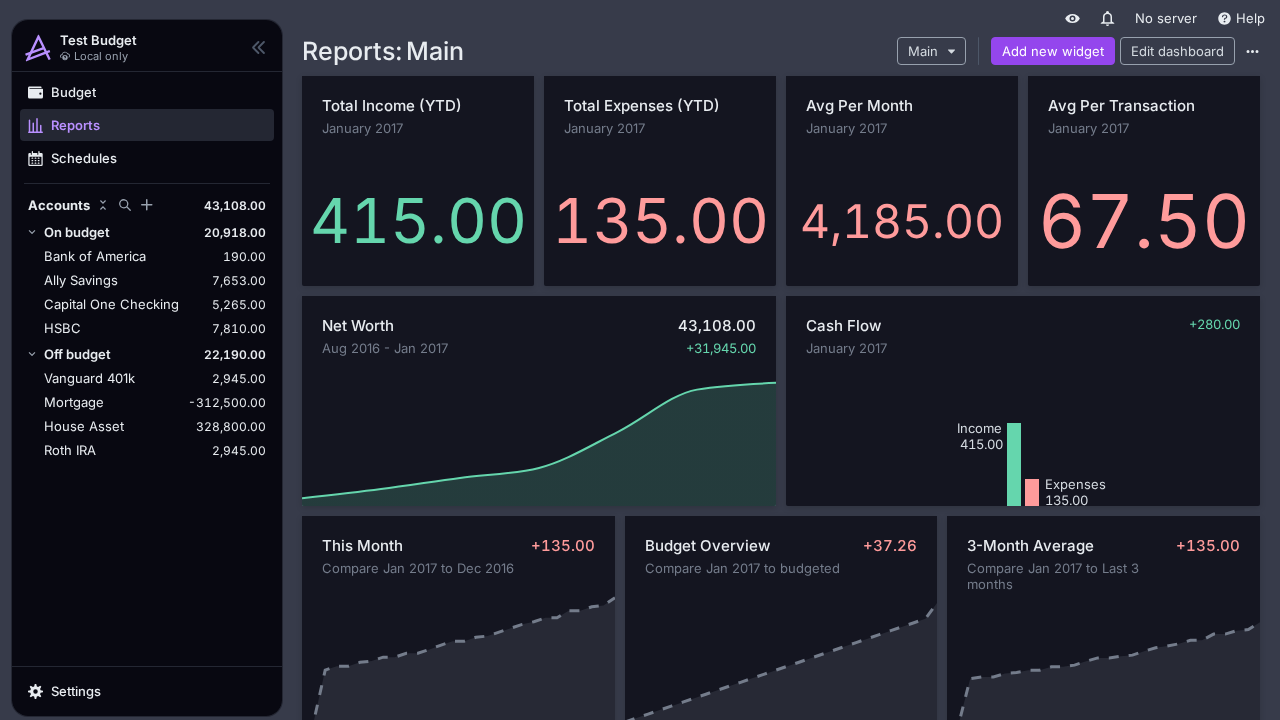 No server
Help
Test Budget
Local only
Budget
Reports
Schedules
Accounts 43,108.00
On budget 20,918.00
Bank of America 190.00
Ally Savings 7,653.00
Capital One Checking 5,265.00
HSBC 7,810.00
Off budget 22,190.00
Vanguard 401k 2,945.00
Mortgage -312,500.00
House Asset 328,800.00
Roth IRA 2,945.00
Settings
Reports: Main
Main
Add new widget
Edit dashboard
Total Income (YTD)
January 2017
415.00
Total Expenses (YTD)
January 2017
135.00
Avg Per Month
January 2017
4,185.00
Avg Per Transaction
January 2017
67.50
Net Worth 43,108.00
Aug 2016 - Jan 2017 +31,945.00
Cash Flow +280.00
January 2017
Income
415.00
Expenses
135.00
This Month +135.00
Compare Jan 2017 to Dec 2016
Budget Overview +37.26
Compare Jan 2017 to budgeted
3-Month Average +135.00
Compare Jan 2017 to Last 3
months